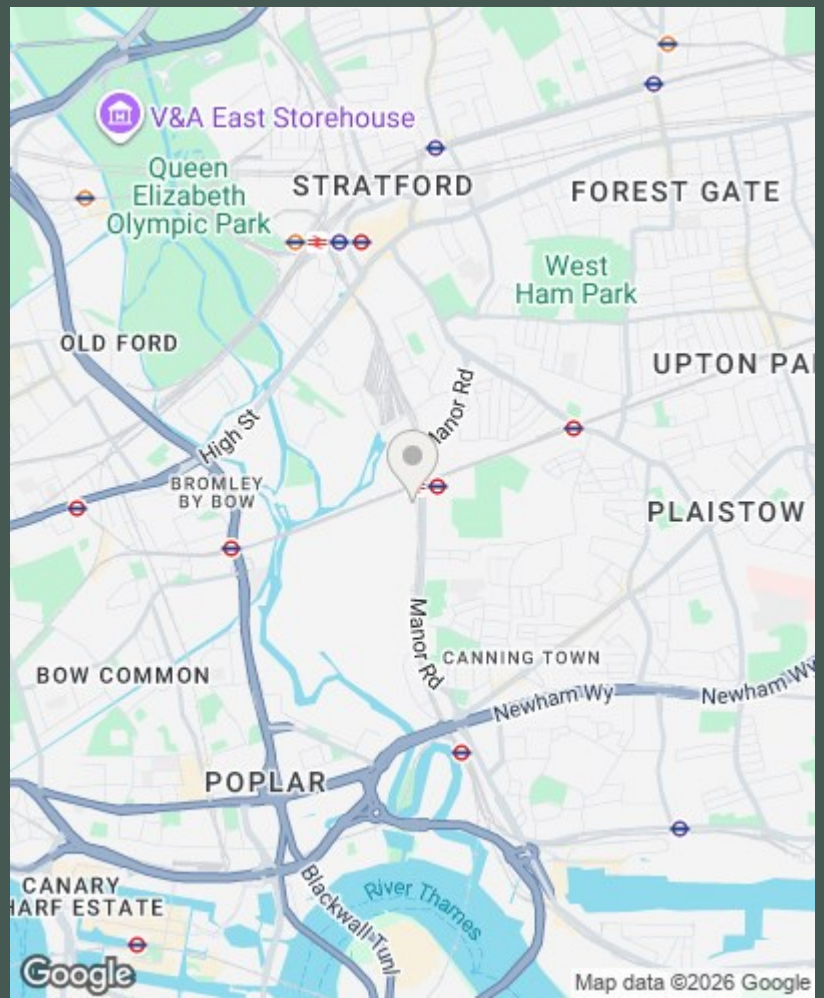 V&A East Storehouse
Queen
Elizabeth
Olympic Park
STRATFORD
FOREST GATE
West
Ham Park
OLD FORD
UPTON PA
Manor Rd
High St
BROMLEY
BY BOW
PLAISTOW
Manor Rd
CANNING TOWN
BOW COMMON
Newham Wy
Newham Wy
POPLAR
CANARY
HARF ESTATE
River Thames
Blackwall Tunl
Google
Map data ©2026 Google